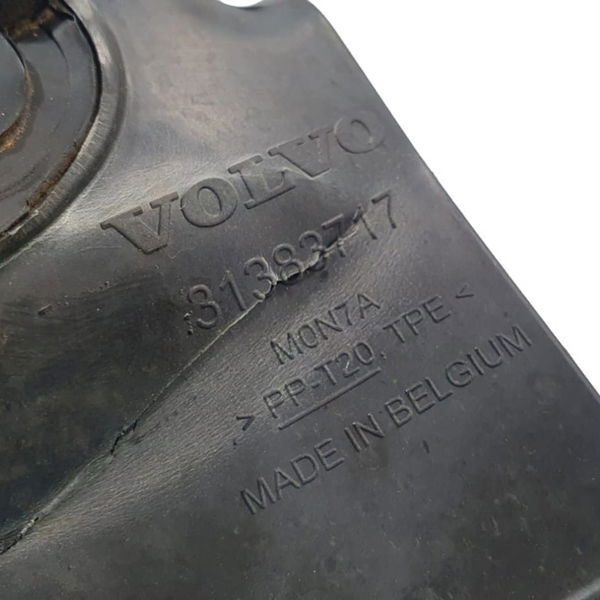 VOLVO
31383717
M0N7A
>PP-T20, TPE<
MADE IN BELGIUM